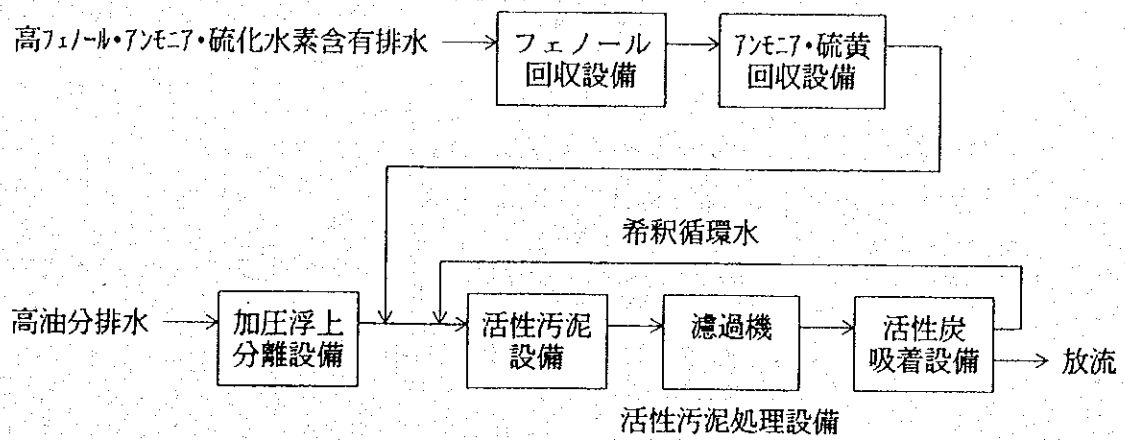 高フェノール・アンモニア・硫化水素含有排水
フェノール
回収設備
アンモニア・硫黄
回収設備
希釈循環水
高油分排水
加圧浮上
分離設備
活性汚泥
設備
濾過機
活性炭
吸着設備
放流
活性汚泥処理設備